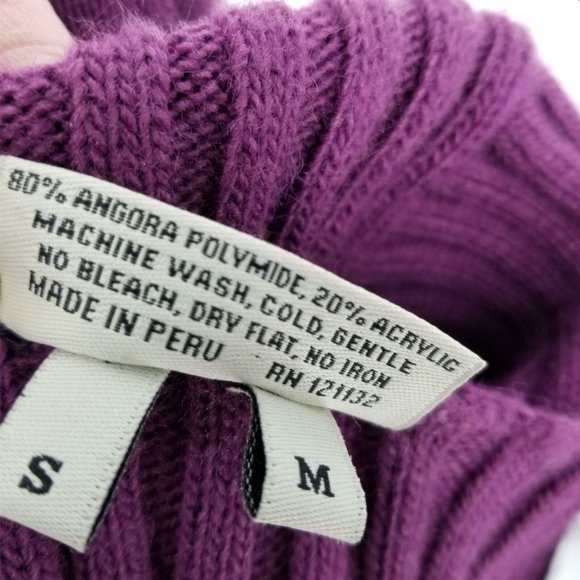 80% ANGORA POLYMIDE, 20% ACRYLIC
MACHINE WASH, COLD, GENTLE
NO BLEACH, DRY FLAT, NO IRON
MADE IN PERU
RN 121132
S
M